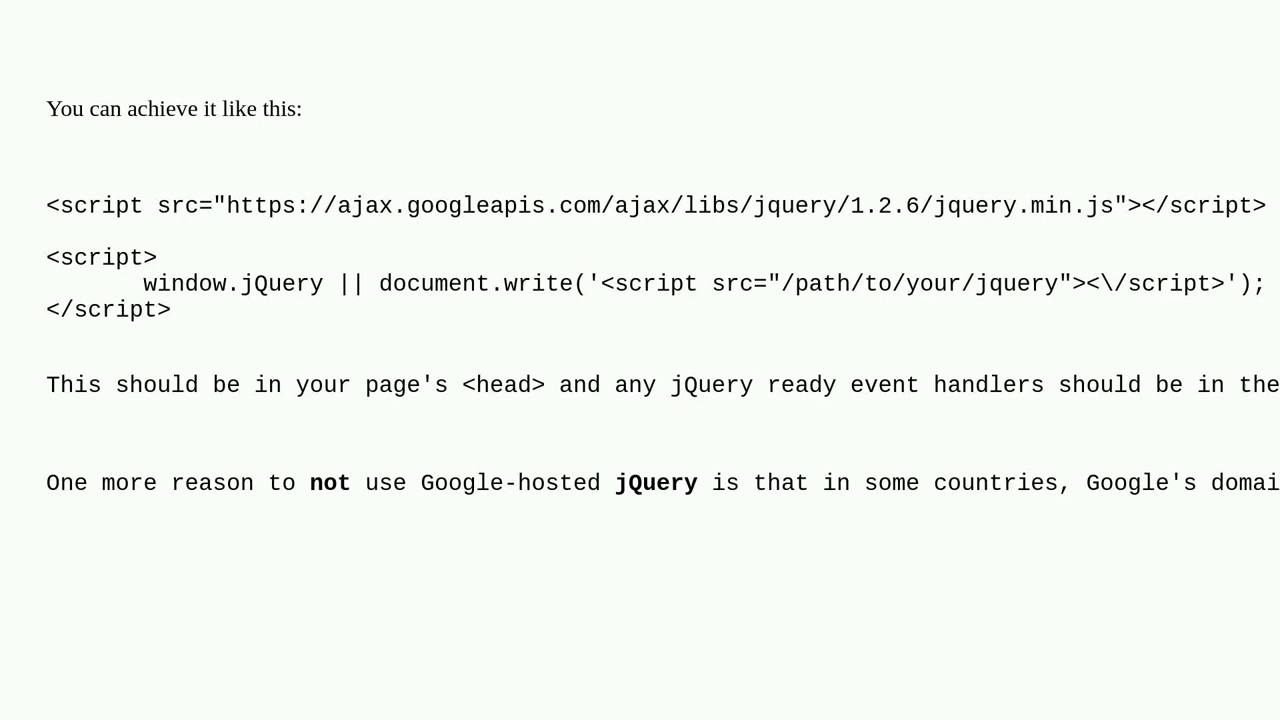 You can achieve it like this:
<script src="https://ajax.googleapis.com/ajax/libs/jquery/1.2.6/jquery.min.js"></script>
<script>
window.jQuery || document.write('<script src="/path/to/your/jquery"><\/script>');
</script>
This should be in your page's <head> and any jQuery ready event handlers should be in the
One more reason to not use Google-hosted jQuery is that in some countries, Google's